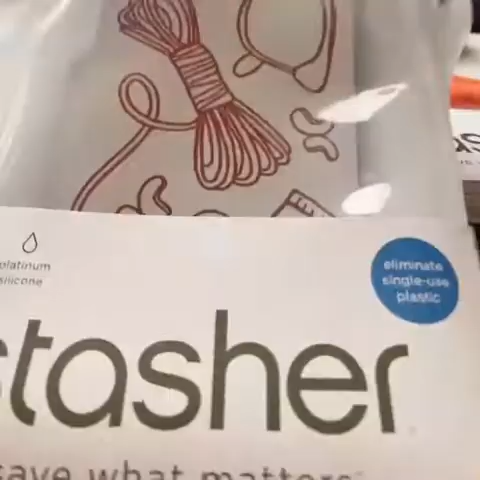 platinum
silicone
eliminate
single-use
plastic
stasher
save what matters